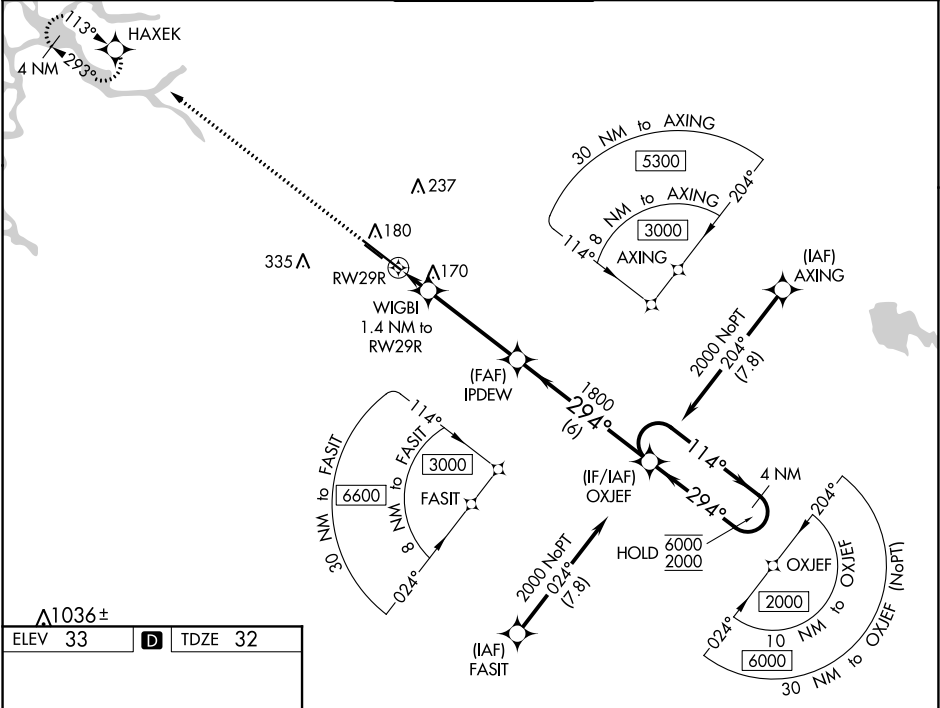 113°
HAXEK
4 NM
293°
30 NM to AXING
5300
204°
8 NM to AXING
3000
114°
AXING
237
180
335
RW29R
170
WIGBI
1.4 NM to
RW29R
(IAF)
AXING
2000 NoPT
204°
(7.8)
(FAF)
IPDEW
1800
294°
(6)
114°
30 NM to FASIT
6600
8 NM to FASIT
3000
FASIT
024°
(IF/IAF)
OXJEF
114°
4 NM
294°
HOLD 6000
2000
204°
OXJEF
2000
10 NM to OXJEF
024°
6000
30 NM to OXJEF (NoPT)
2000 NoPT
024°
(7.8)
(IAF)
FASIT
1036±
ELEV 33 D TDZE 32